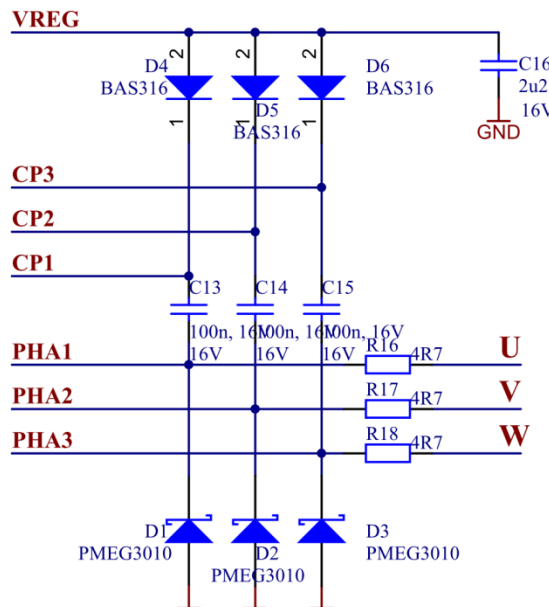 VREG
2 2 2
D4 D6 C16
BAS316 BAS316 2u2
16V
D5
1 1 1 BAS316
GND
CP3
CP2
CP1
C13 C14 C15
100n, 16V 100n, 16V 100n, 16V
16V 16V 16V
PHA1 R16 4R7 U
PHA2 R17 4R7 V
PHA3 R18 4R7 W
D1 D3
PMEG3010 D2 PMEG3010
PMEG3010